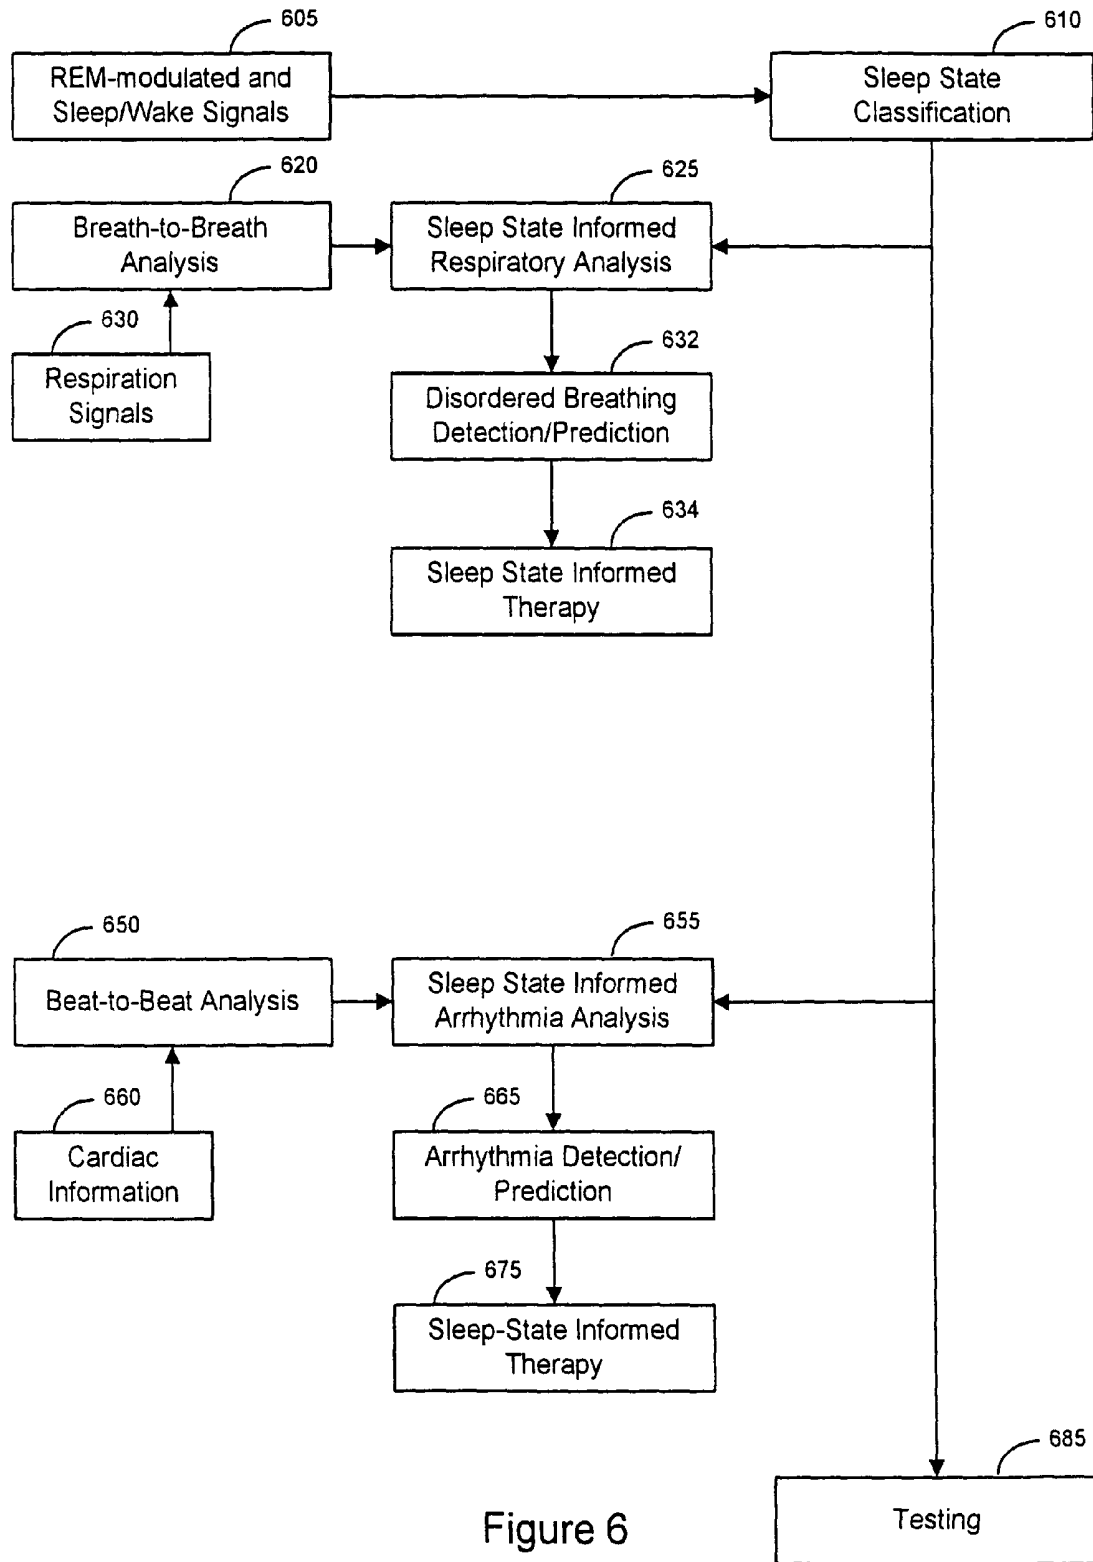 605
610
REM-modulated and
Sleep/Wake Signals
Sleep State
Classification
620
625
Breath-to-Breath
Analysis
Sleep State Informed
Respiratory Analysis
630
632
Respiration
Signals
Disordered Breathing
Detection/Prediction
634
Sleep State Informed
Therapy
650
655
Beat-to-Beat Analysis
Sleep State Informed
Arrhythmia Analysis
660
665
Cardiac
Information
Arrhythmia Detection/
Prediction
675
Sleep-State Informed
Therapy
685
Testing
Figure 6